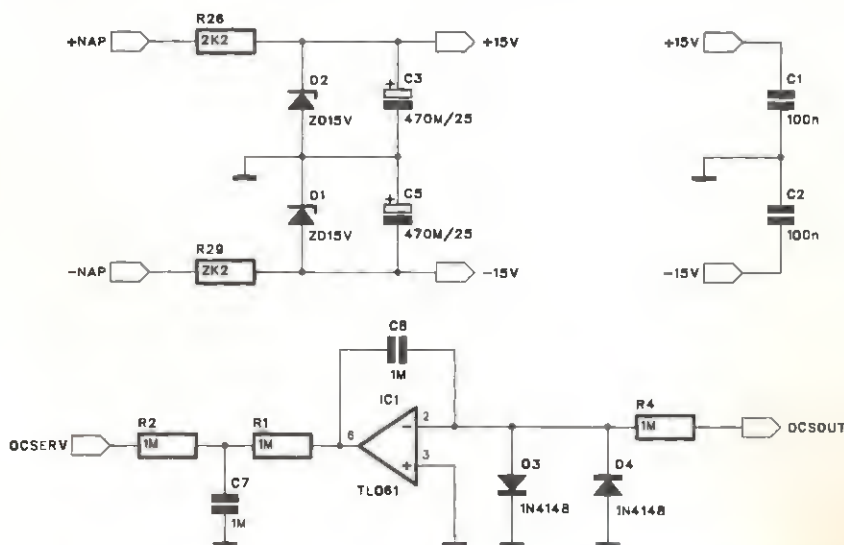 R26
+NAP 2K2 +15V
D2 C3
ZD15V 470M/25
D1 C5
ZD15V 470M/25
R29
-NAP 2K2 -15V
+15V
C1
100n
C2
100n
-15V
C8
1M
IC1
R2 R1 R4
DCSERV 1M 1M 6 2 1M DCSOUT
3
C7 TL061 D3 D4
1M 1N4148 1N4148